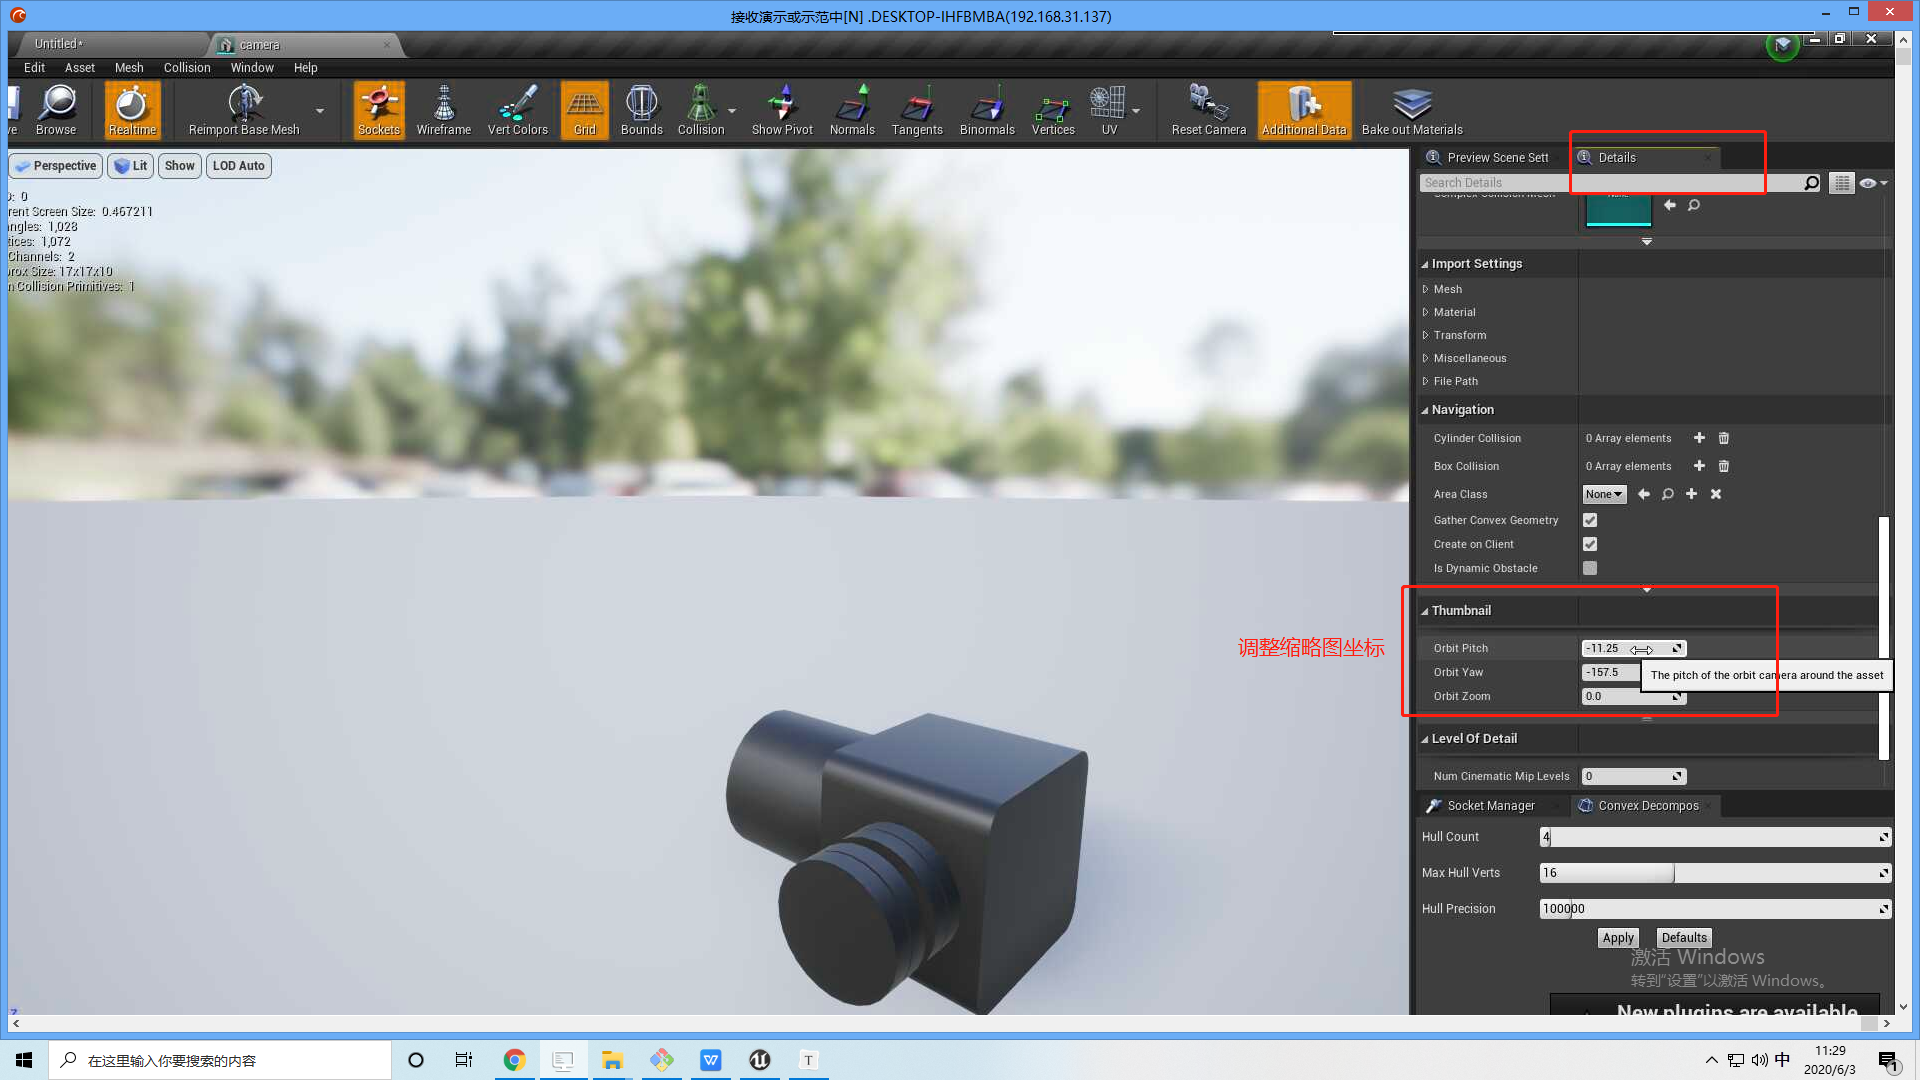 接收演示或示范中[N] .DESKTOP-IHFBMBA(192.168.31.137)
Untitled*
camera
Edit Asset Mesh Collision Window Help
ve Browse Realtime Reimport Base Mesh Sockets Wireframe Vert Colors Grid Bounds Collision Show Pivot Normals Tangents Binormals Vertices UV Reset Camera Additional Data Bake out Materials
Perspective Lit Show LOD Auto
D: 0
rent Screen Size: 0.467211
angles: 1,028
tices: 1,072
Channels: 2
prox Size: 17x17x10
n Collision Primitives: 1
Preview Scene Sett Details
Search Details
Complex Collision Mesh
Import Settings
Mesh
Material
Transform
Miscellaneous
File Path
Navigation
Cylinder Collision 0 Array elements
Box Collision 0 Array elements
Area Class None
Gather Convex Geometry
Create on Client
Is Dynamic Obstacle
Thumbnail
调整缩略图坐标
Orbit Pitch -11.25
Orbit Yaw -157.5
The pitch of the orbit camera around the asset
Orbit Zoom 0.0
Level Of Detail
Num Cinematic Mip Levels 0
Socket Manager Convex Decompos
Hull Count 4
Max Hull Verts 16
Hull Precision 100000
Apply Defaults
激活 Windows
转到"设置"以激活 Windows。
New plugins are available
Z
在这里输入你要搜索的内容
中
11:29
2020/6/3
1